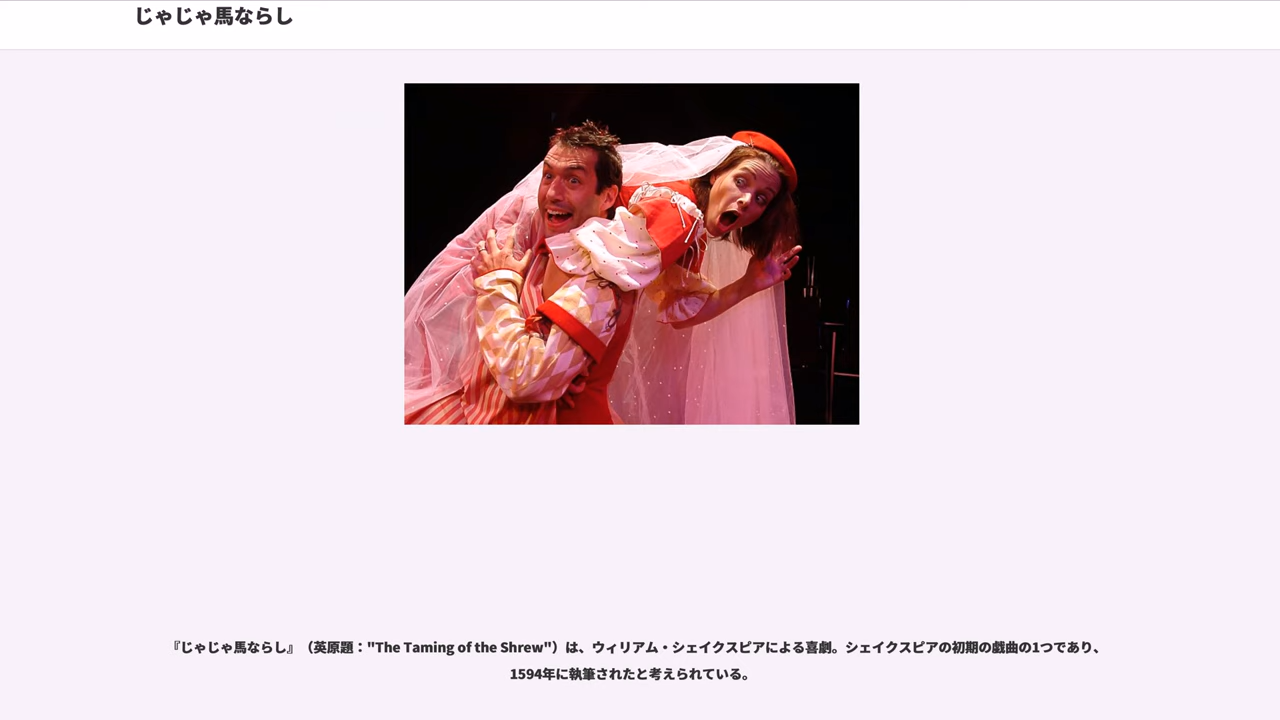 じゃじゃ馬ならし
『じゃじゃ馬ならし』（英原題："The Taming of the Shrew"）は、ウィリアム・シェイクスピアによる喜劇。シェイクスピアの初期の戯曲の1つであり、
1594年に執筆されたと考えられている。